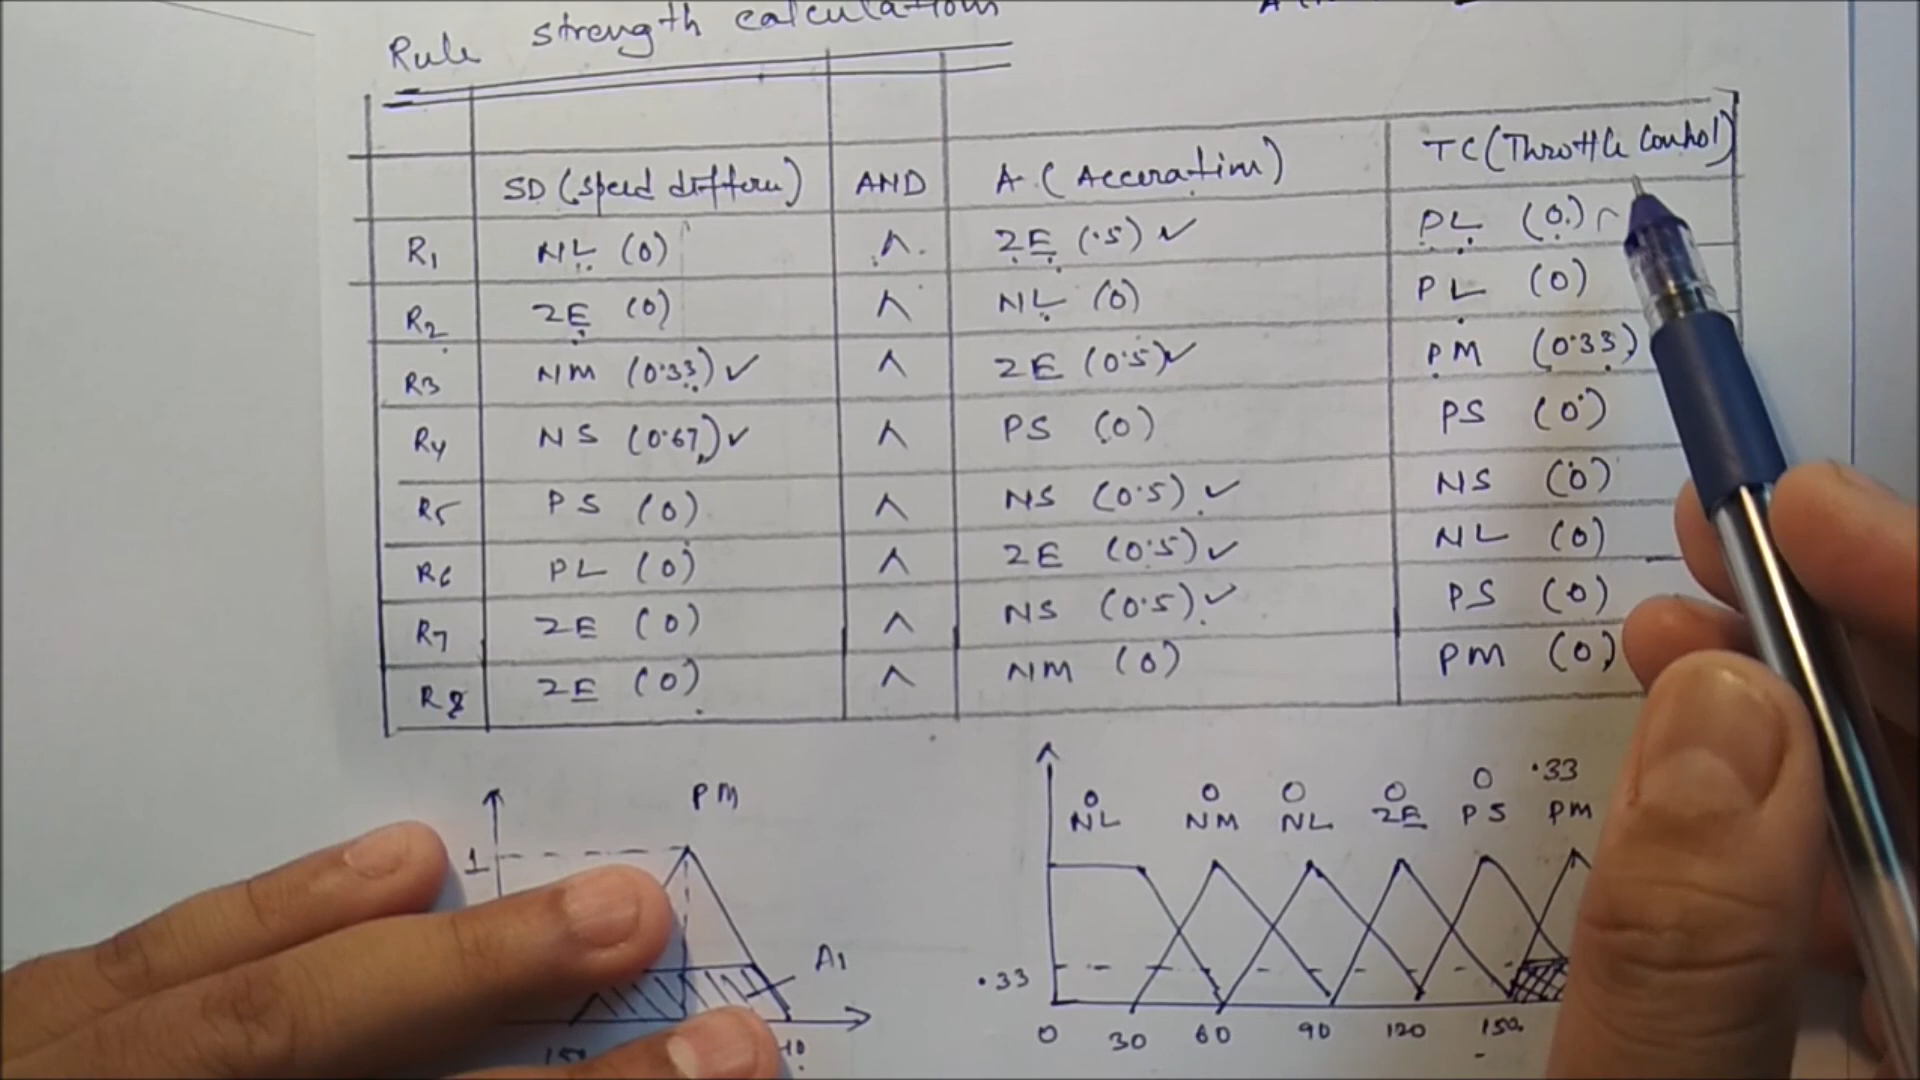 Rule strength calculation
SD (speed differu) AND A (Acceratim) TC (Throttle Conhol)
R1 NL (0) ∧ ZE (.5) ✓ PL (0.)
R2 ZE (0) ∧ NL (0) PL (0)
R3 NM (0.33) ✓ ∧ ZE (0.5) ✓ PM (0.33)
R4 NS (0.67) ✓ ∧ PS (0) PS (0)
R5 PS (0) ∧ NS (0.5) ✓ NS (0)
R6 PL (0) ∧ ZE (0.5) ✓ NL (0)
R7 ZE (0) ∧ NS (0.5) ✓ PS (0)
R8 ZE (0) ∧ NM (0) PM (0)
PM
1
A1
0 0 0 0 0 .33
NL NM NL ZE PS PM
.33
0 30 60 90 120 150